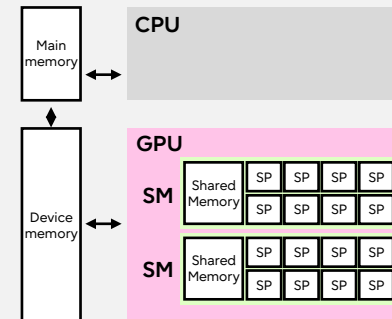 Main
memory
CPU
GPU
Device
memory
SM
Shared
Memory
SP SP SP SP
SP SP SP SP
SM
Shared
Memory
SP SP SP SP
SP SP SP SP